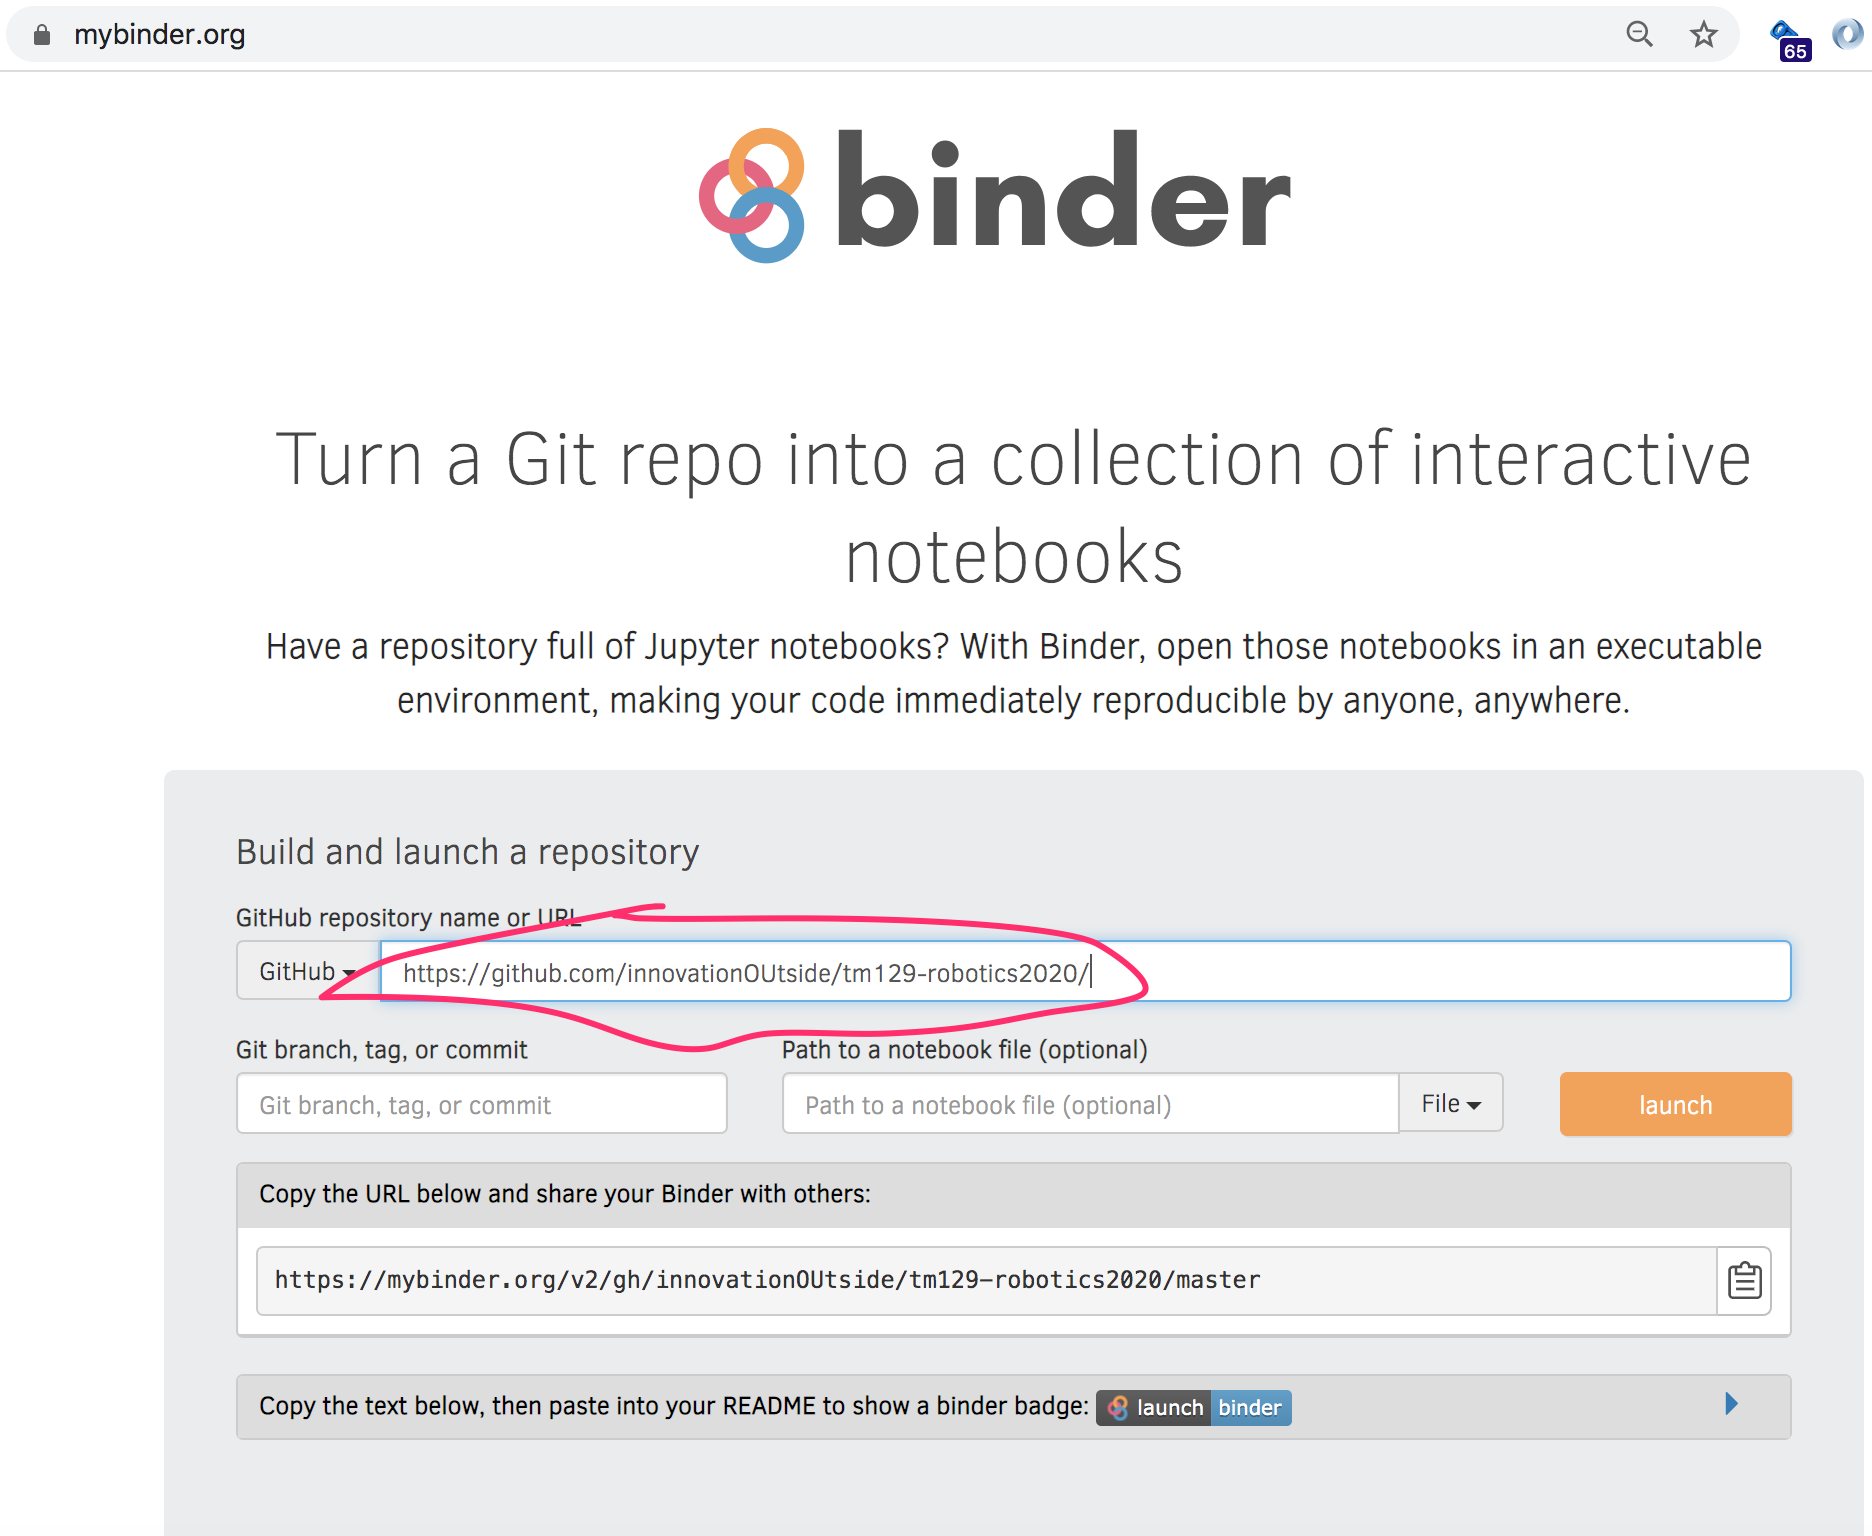 mybinder.org
65
binder
Turn a Git repo into a collection of interactive
notebooks
Have a repository full of Jupyter notebooks? With Binder, open those notebooks in an executable
environment, making your code immediately reproducible by anyone, anywhere.
Build and launch a repository
GitHub repository name or URL
GitHub https://github.com/innovationOUtside/tm129-robotics2020/
Git branch, tag, or commit Path to a notebook file (optional)
Git branch, tag, or commit Path to a notebook file (optional) File launch
Copy the URL below and share your Binder with others:
https://mybinder.org/v2/gh/innovationOUtside/tm129-robotics2020/master
Copy the text below, then paste into your README to show a binder badge: launch binder